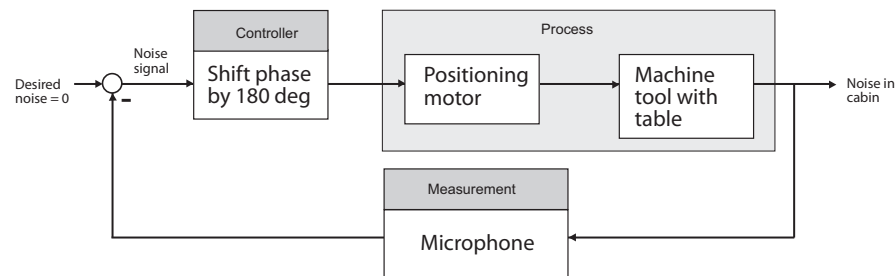 Controller
Process
Noise
signal
Desired
noise = 0
Shift phase
by 180 deg
Positioning
motor
Machine
tool with
table
Noise in
cabin
Measurement
Microphone